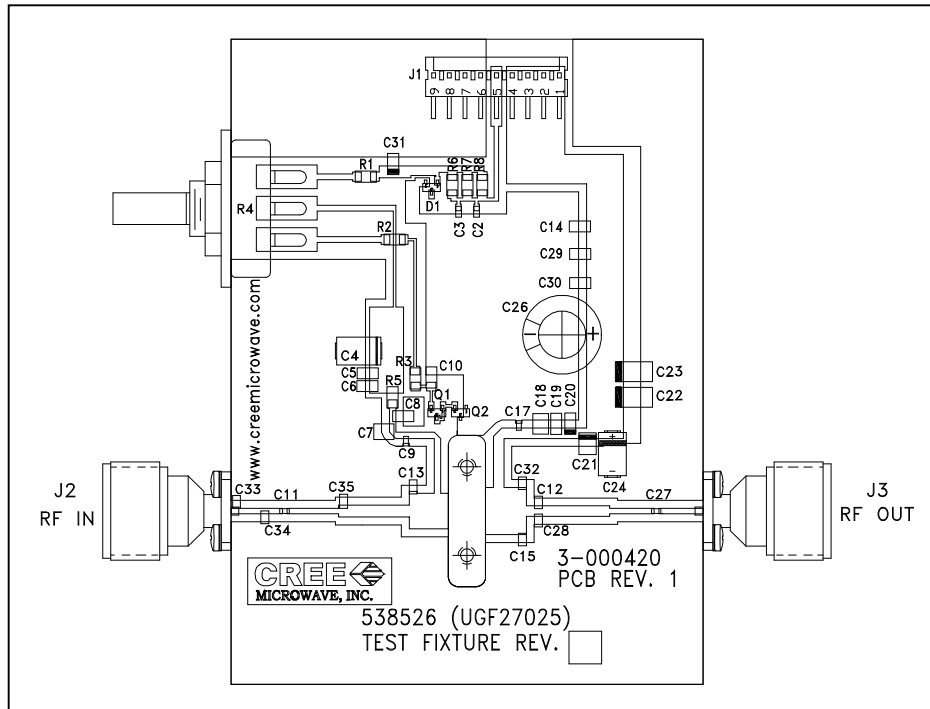 J1
9 8 7 6 5 4 3 2 1
C31
R1
R6
R7
R8
D1
C3
C2
R4
R2
C14
C29
C30
C26
- +
www.creemicrowave.com
C4
C5
C6
R3
C10
R5
C8
Q1
Q2
C7
C9
C17
C18
C19
C20
C23
C22
C21
C24
C13
C32
J2
RF IN
C33
C11
C35
C34
C12
C27
C28
C15
J3
RF OUT
CREE
MICROWAVE, INC.
3-000420
PCB REV. 1
538526 (UGF27025)
TEST FIXTURE REV.